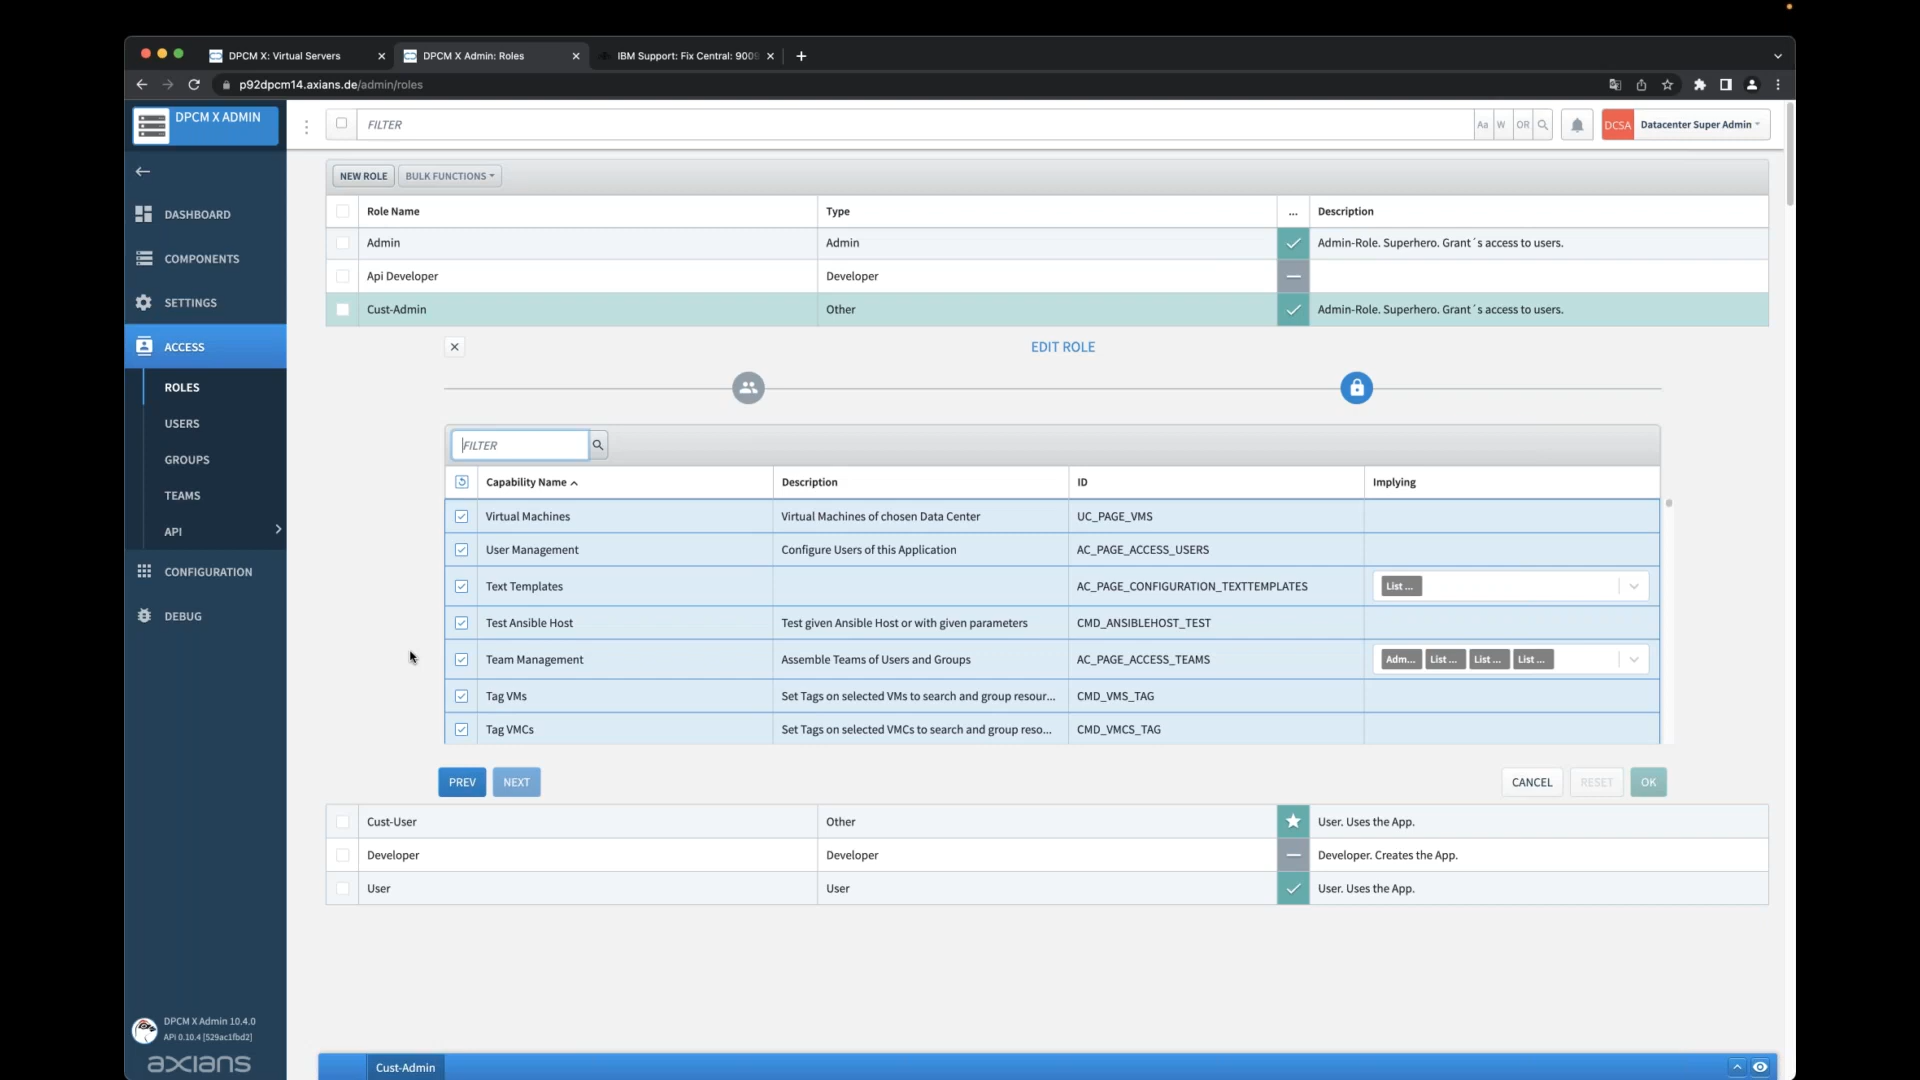 DPCM X: Virtual Servers
DPCM X Admin: Roles
IBM Support: Fix Central: 900
p92dpcm14.axians.de/admin/roles
DPCM X ADMIN
FILTER
Aa W OR
DCSA Datacenter Super Admin
NEW ROLE BULK FUNCTIONS
DASHBOARD
COMPONENTS
SETTINGS
ACCESS
ROLES
USERS
GROUPS
TEAMS
API
CONFIGURATION
DEBUG
Role Name Type ... Description
Admin Admin Admin-Role. Superhero. Grant´s access to users.
Api Developer Developer
Cust-Admin Other Admin-Role. Superhero. Grant´s access to users.
EDIT ROLE
FILTER
Capability Name Description ID Implying
Virtual Machines Virtual Machines of chosen Data Center UC_PAGE_VMS
User Management Configure Users of this Application AC_PAGE_ACCESS_USERS
Text Templates AC_PAGE_CONFIGURATION_TEXTTEMPLATES List ...
Test Ansible Host Test given Ansible Host or with given parameters CMD_ANSIBLEHOST_TEST
Team Management Assemble Teams of Users and Groups AC_PAGE_ACCESS_TEAMS Adm... List ... List ... List ...
Tag VMs Set Tags on selected VMs to search and group resour... CMD_VMS_TAG
Tag VMCs Set Tags on selected VMCs to search and group reso... CMD_VMCS_TAG
PREV NEXT CANCEL RESET OK
Cust-User Other User. Uses the App.
Developer Developer Developer. Creates the App.
User User User. Uses the App.
DPCM X Admin 10.4.0
API 0.10.4 [529ac1fbd2]
axians
Cust-Admin